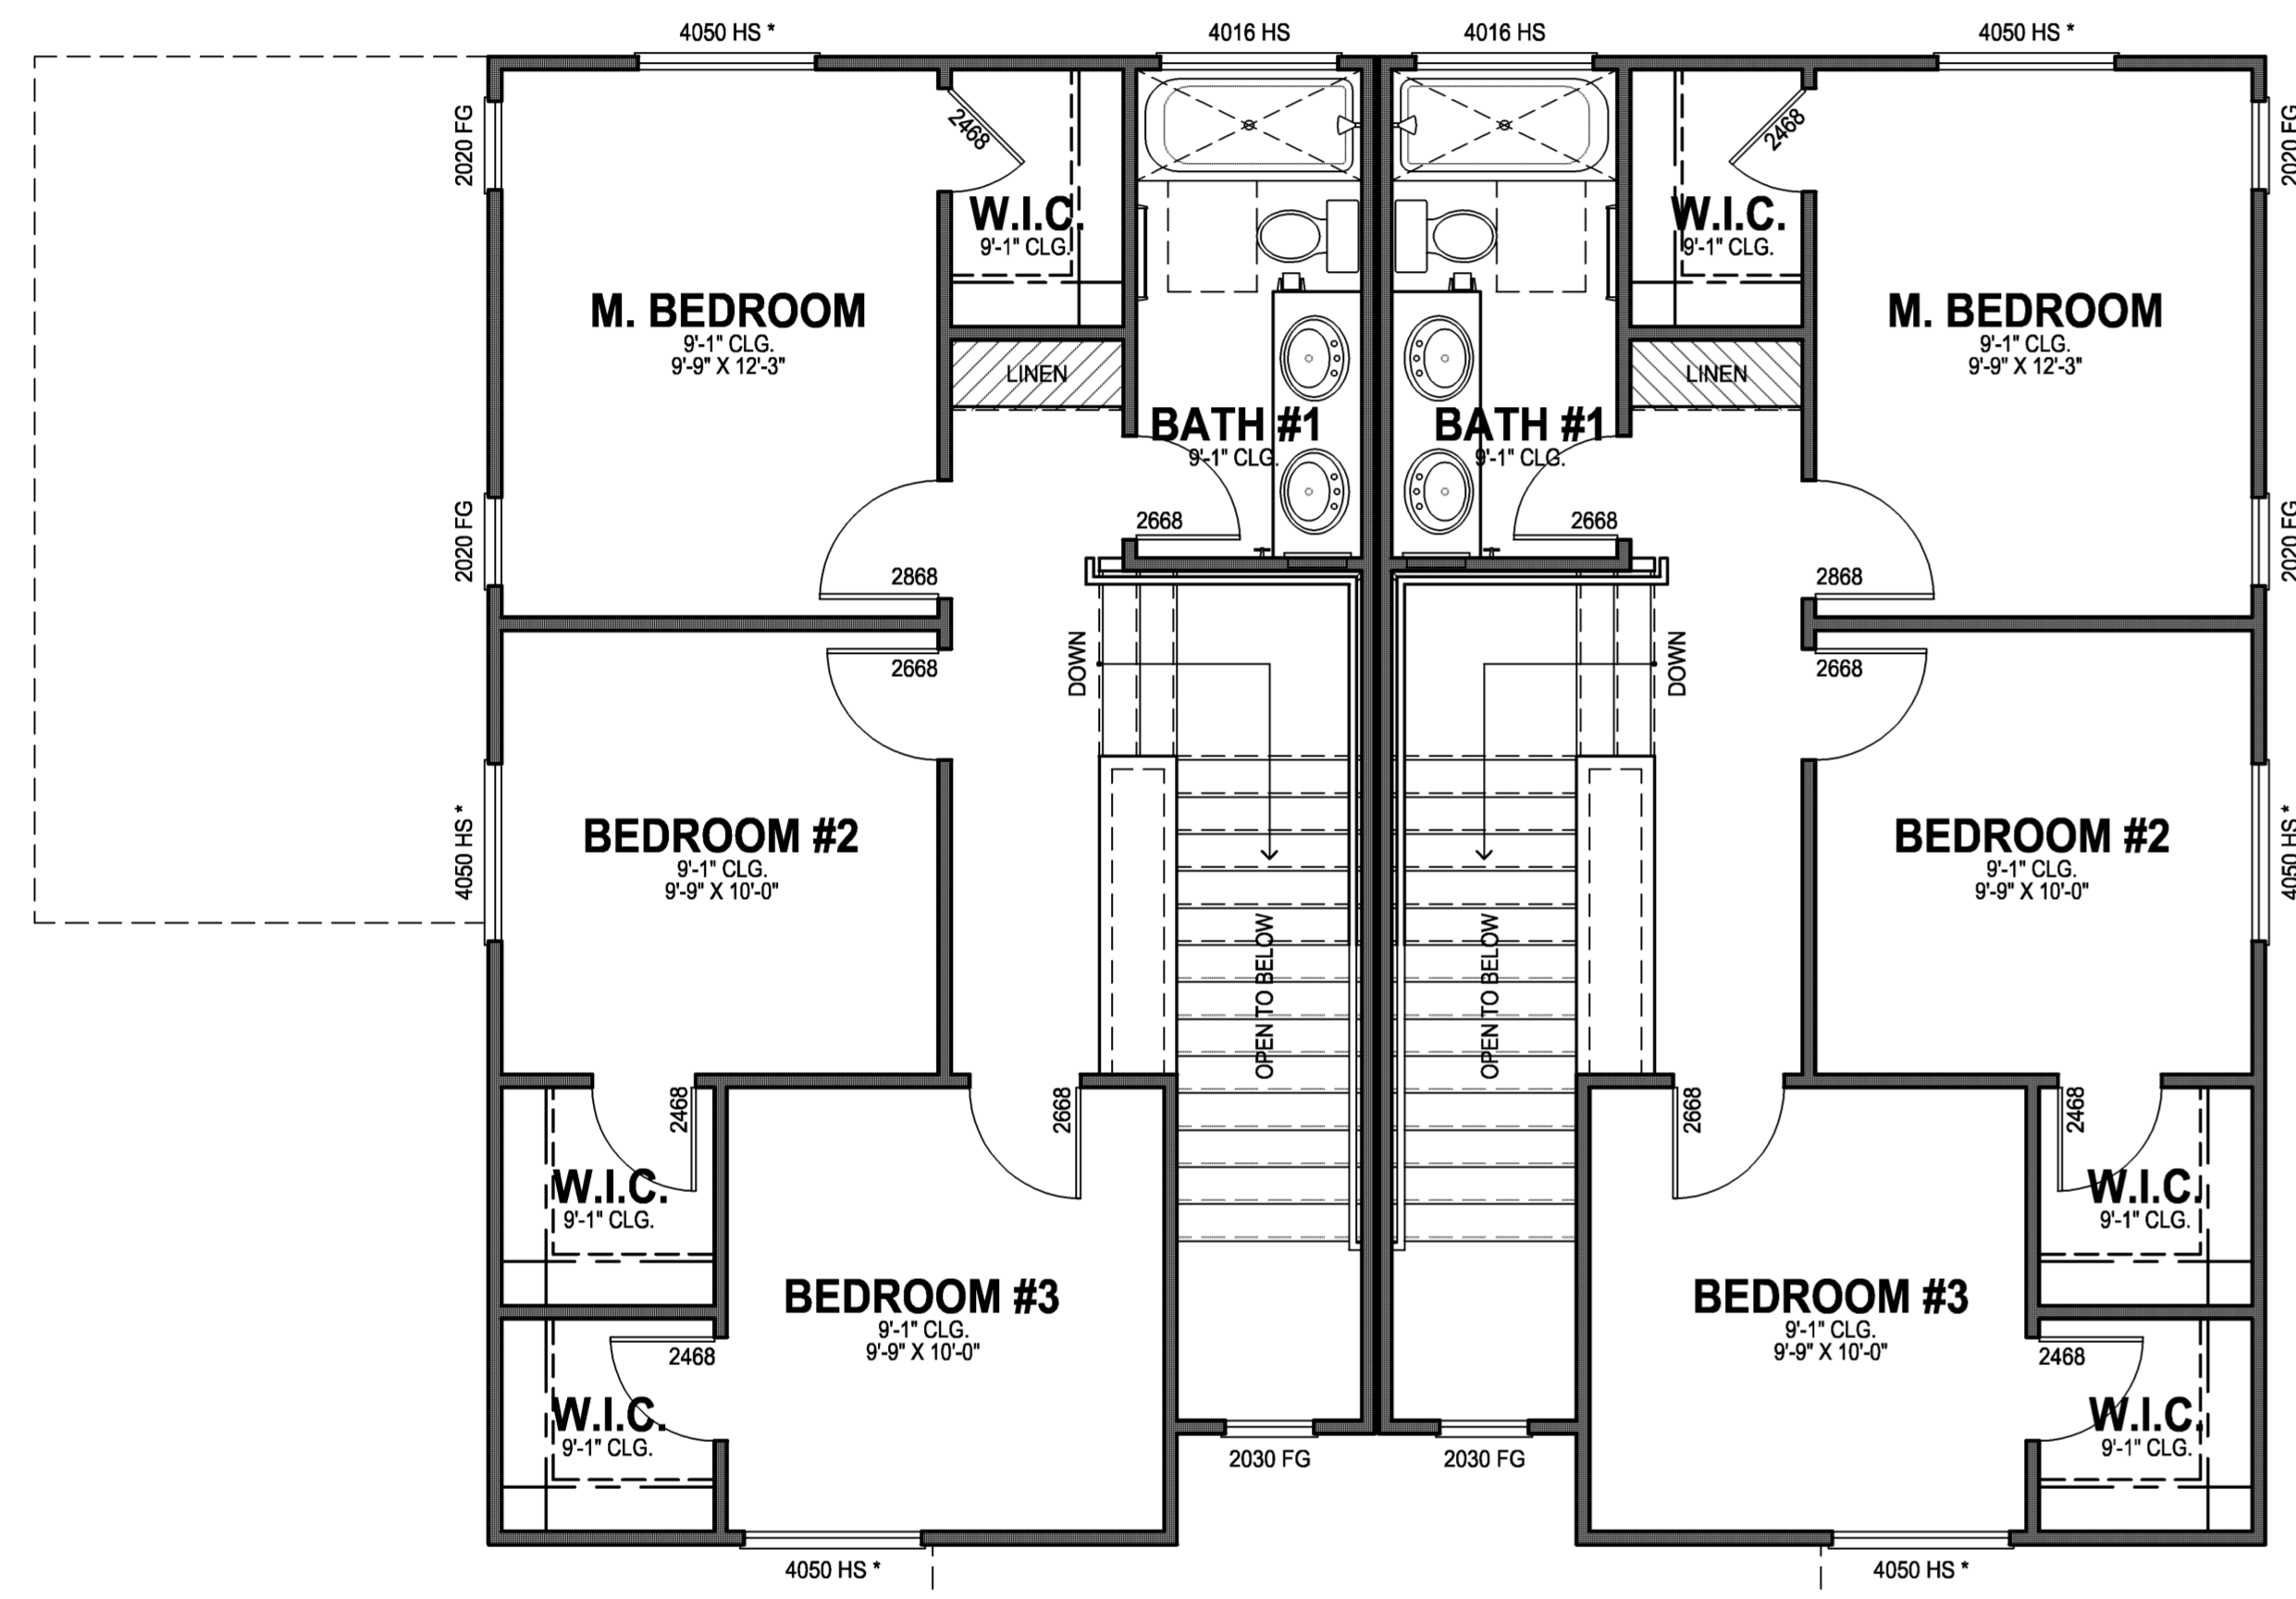 4050 HS *
4016 HS
4016 HS
4050 HS *
2020 FG
2468
2468
2020 FG
W.I.C.
9'-1" CLG.
W.I.C.
9'-1" CLG.
M. BEDROOM
9'-1" CLG.
9'-9" X 12'-3"
M. BEDROOM
9'-1" CLG.
9'-9" X 12'-3"
LINEN
LINEN
BATH #1
9'-1" CLG.
BATH #1
9'-1" CLG.
2020 FG
2668
2668
2020 FG
2868
2868
DOWN
DOWN
2668
2668
4050 HS *
BEDROOM #2
9'-1" CLG.
9'-9" X 10'-0"
BEDROOM #2
9'-1" CLG.
9'-9" X 10'-0"
4050 HS *
OPEN TO BELOW
OPEN TO BELOW
2468
2668
2668
2468
W.I.C.
9'-1" CLG.
W.I.C.
9'-1" CLG.
BEDROOM #3
9'-1" CLG.
9'-9" X 10'-0"
BEDROOM #3
9'-1" CLG.
9'-9" X 10'-0"
2468
2468
W.I.C.
9'-1" CLG.
W.I.C.
9'-1" CLG.
2030 FG
2030 FG
4050 HS *
4050 HS *